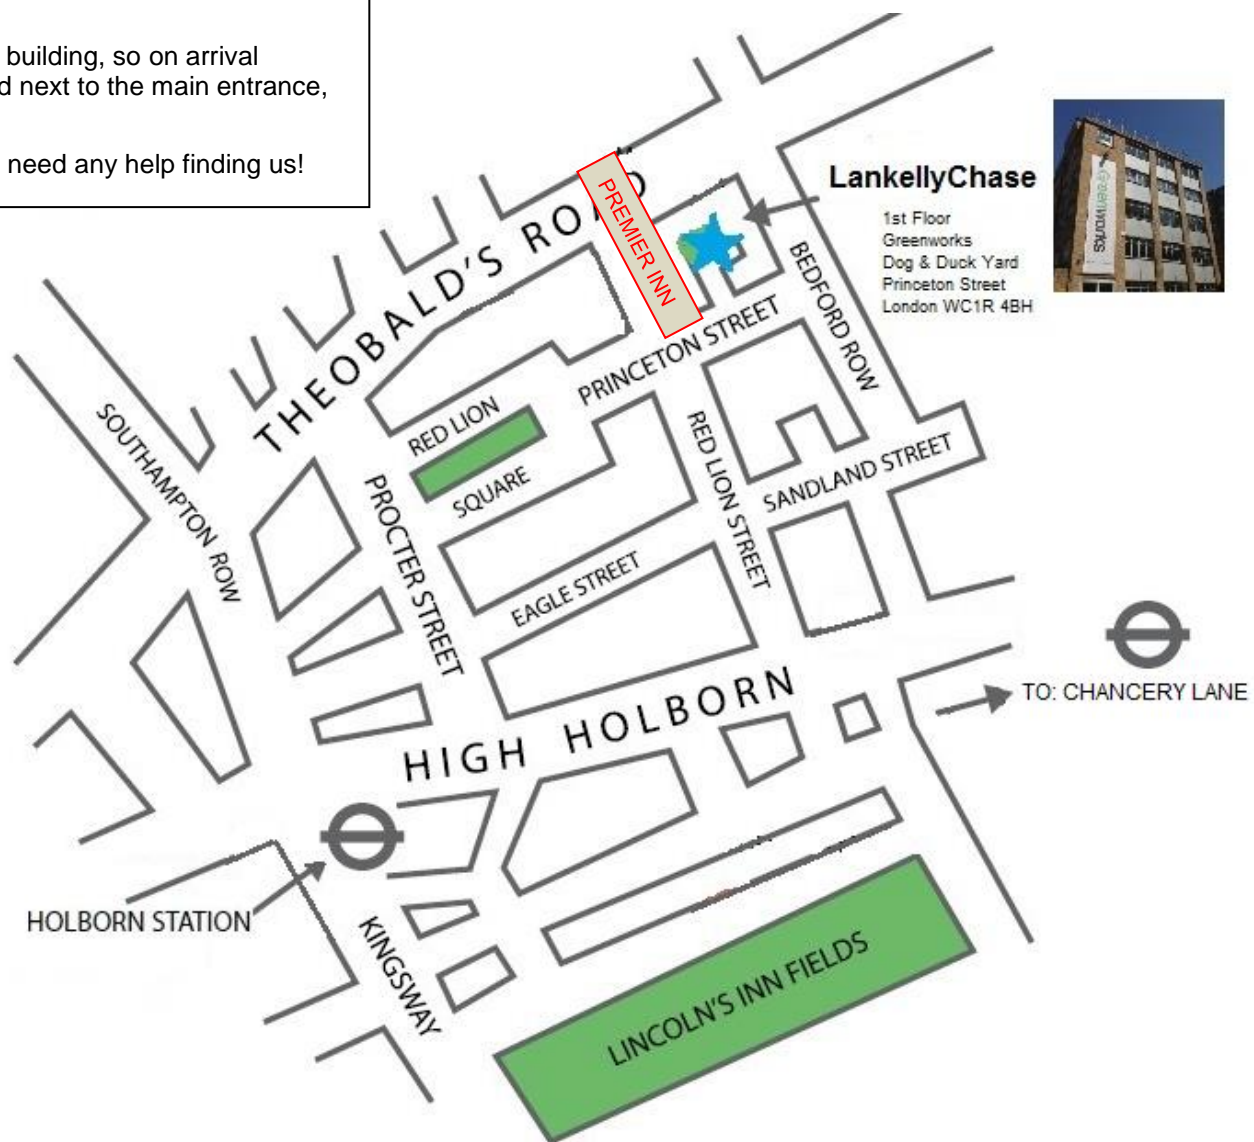 building, so on arrival
next to the main entrance,
need any help finding us!
THEOBALD'S ROAD
PREMIER INN
LankellyChase
1st Floor
Greenworks
Dog & Duck Yard
Princeton Street
London WC1R 4BH
Greenworks
BEDFORD ROW
PRINCETON STREET
RED LION
SQUARE
SOUTHAMPTON ROW
PROCTER STREET
RED LION STREET
SANDLAND STREET
EAGLE STREET
HIGH HOLBORN
TO: CHANCERY LANE
HOLBORN STATION
KINGSWAY
LINCOLN'S INN FIELDS